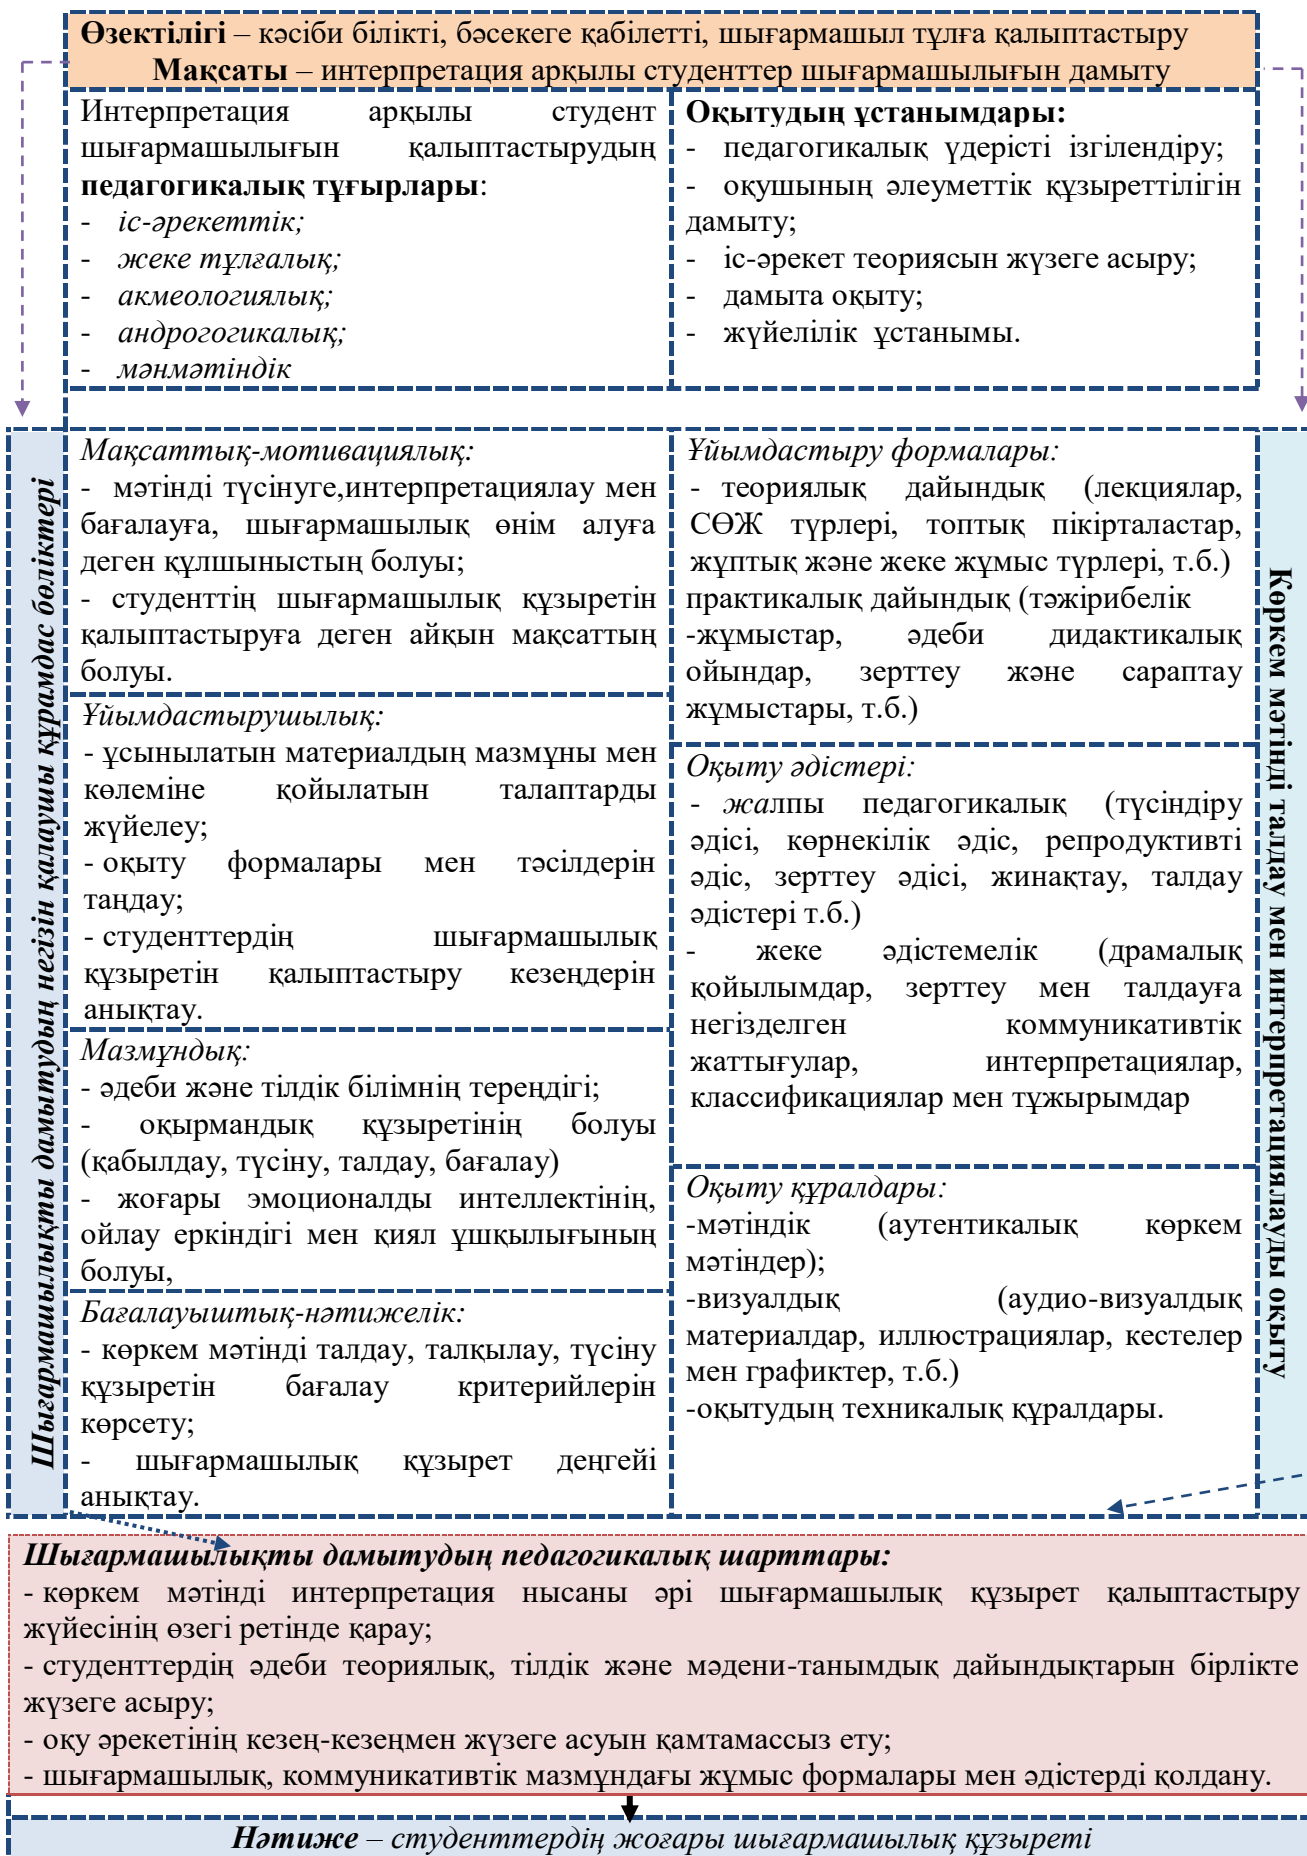 Өзектілігі – кәсіби білікті, бәсекеге қабілетті, шығармашыл тұлға қалыптастыру
Мақсаты – интерпретация арқылы студенттер шығармашылығын дамыту
Интерпретация арқылы студент
шығармашылығын қалыптастырудың
педагогикалық тұғырлары:
- іс-әрекеттік;
- жеке тұлғалық;
- акмеологиялық;
- андрогогикалық;
- мәнмәтіндік
Оқытудың ұстанымдары:
- педагогикалық үдерісті ізгілендіру;
- оқушының әлеуметтік құзыреттілігін
дамыту;
- іс-әрекет теориясын жүзеге асыру;
- дамыта оқыту;
- жүйелілік ұстанымы.
Шығармашылықты дамытудың негізін қалаушы құрамдас бөліктері
Мақсаттық-мотивациялық:
- мәтінді түсінуге,интерпретациялау мен
бағалауға, шығармашылық өнім алуға
деген құлшыныстың болуы;
- студенттің шығармашылық құзыретін
қалыптастыруға деген айқын мақсаттың
болуы.
Ұйымдастырушылық:
- ұсынылатын материалдың мазмұны мен
көлеміне қойылатын талаптарды
жүйелеу;
- оқыту формалары мен тәсілдерін
таңдау;
- студенттердің шығармашылық
құзыретін қалыптастыру кезеңдерін
анықтау.
Мазмұндық:
- әдеби және тілдік білімнің тереңдігі;
- оқырмандық құзыретінің болуы
(қабылдау, түсіну, талдау, бағалау)
- жоғары эмоционалды интеллектінің,
ойлау еркіндігі мен қиял ұшқылығының
болуы,
Бағалауыштық-нәтижелік:
- көркем мәтінді талдау, талқылау, түсіну
құзыретін бағалау критерийлерін
көрсету;
- шығармашылық құзырет деңгейі
анықтау.
Ұйымдастыру формалары:
- теориялық дайындық (лекциялар,
СӨЖ түрлері, топтық пікірталастар,
жұптық және жеке жұмыс түрлері, т.б.)
практикалық дайындық (тәжірибелік
-жұмыстар, әдеби дидактикалық
ойындар, зерттеу және сараптау
жұмыстары, т.б.)
Оқыту әдістері:
- жалпы педагогикалық (түсіндіру
әдісі, көрнекілік әдіс, репродуктивті
әдіс, зерттеу әдісі, жинақтау, талдау
әдістері т.б.)
- жеке әдістемелік (драмалық
қойылымдар, зерттеу мен талдауға
негізделген коммуникативтік
жаттығулар, интерпретациялар,
классификациялар мен тұжырымдар
Оқыту құралдары:
-мәтіндік (аутентикалық көркем
мәтіндер);
-визуалдық (аудио-визуалдық
материалдар, иллюстрациялар, кестелер
мен графиктер, т.б.)
-оқытудың техникалық құралдары.
Көркем мәтінді талдау мен интерпретациялауды оқыту
Шығармашылықты дамытудың педагогикалық шарттары:
- көркем мәтінді интерпретация нысаны әрі шығармашылық құзырет қалыптастыру
жүйесінің өзегі ретінде қарау;
- студенттердің әдеби теориялық, тілдік және мәдени-танымдық дайындықтарын бірлікте
жүзеге асыру;
- оқу әрекетінің кезең-кезеңмен жүзеге асуын қамтамассыз ету;
- шығармашылық, коммуникативтік мазмұндағы жұмыс формалары мен әдістерді қолдану.
Нәтиже – студенттердің жоғары шығармашылық құзыреті